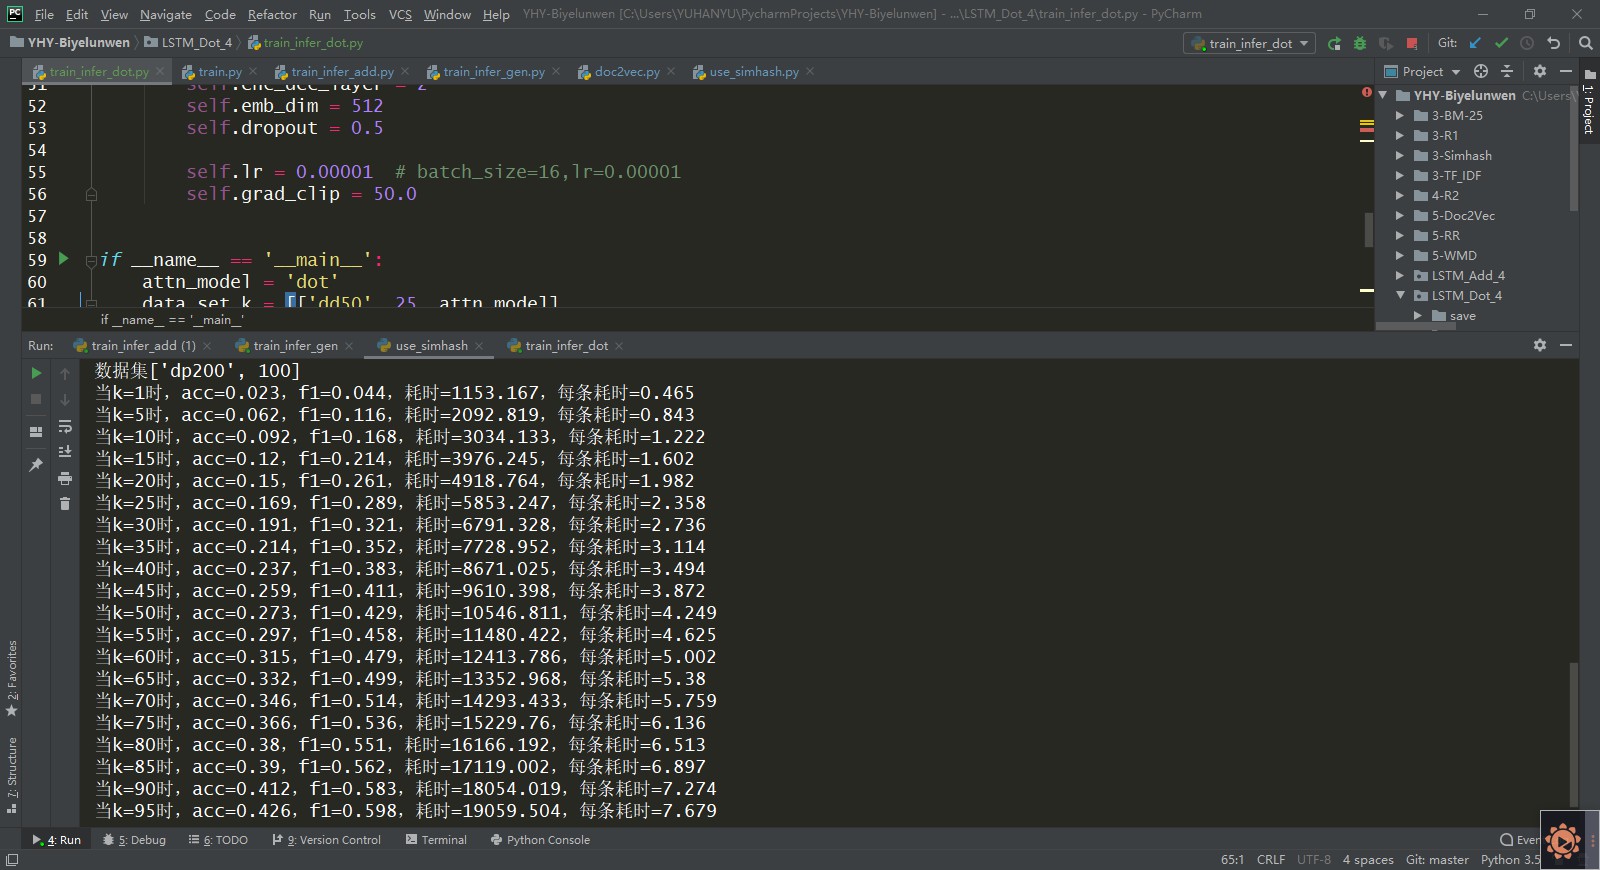 File Edit View Navigate Code Refactor Run Tools VCS Window Help YHY-Biyelunwen [C:\Users\YUHANYU\PycharmProjects\YHY-Biyelunwen] - ...\LSTM_Dot_4\train_infer_dot.py - PyCharm
YHY-Biyelunwen LSTM_Dot_4 train_infer_dot.py train_infer_dot Git:
train_infer_dot.py train.py train_infer_add.py train_infer_gen.py doc2vec.py use_simhash.py Project
51 self.enc_dec_layer = 2
52 self.emb_dim = 512
53 self.dropout = 0.5
54
55 self.lr = 0.00001 # batch_size=16,lr=0.00001
56 self.grad_clip = 50.0
57
58
59 if __name__ == '__main__':
60 attn_model = 'dot'
61 data_set_k = [['dd50', 25, attn_model]
if __name__ == '__main__'
YHY-Biyelunwen C:\Users\Y
3-BM-25
3-R1
3-Simhash
3-TF_IDF
4-R2
5-Doc2Vec
5-RR
5-WMD
LSTM_Add_4
LSTM_Dot_4
save
1: Project
Run: train_infer_add (1) train_infer_gen use_simhash train_infer_dot
数据集['dp200', 100]
当k=1时，acc=0.023，f1=0.044，耗时=1153.167，每条耗时=0.465
当k=5时，acc=0.062，f1=0.116，耗时=2092.819，每条耗时=0.843
当k=10时，acc=0.092，f1=0.168，耗时=3034.133，每条耗时=1.222
当k=15时，acc=0.12，f1=0.214，耗时=3976.245，每条耗时=1.602
当k=20时，acc=0.15，f1=0.261，耗时=4918.764，每条耗时=1.982
当k=25时，acc=0.169，f1=0.289，耗时=5853.247，每条耗时=2.358
当k=30时，acc=0.191，f1=0.321，耗时=6791.328，每条耗时=2.736
当k=35时，acc=0.214，f1=0.352，耗时=7728.952，每条耗时=3.114
当k=40时，acc=0.237，f1=0.383，耗时=8671.025，每条耗时=3.494
当k=45时，acc=0.259，f1=0.411，耗时=9610.398，每条耗时=3.872
当k=50时，acc=0.273，f1=0.429，耗时=10546.811，每条耗时=4.249
当k=55时，acc=0.297，f1=0.458，耗时=11480.422，每条耗时=4.625
当k=60时，acc=0.315，f1=0.479，耗时=12413.786，每条耗时=5.002
当k=65时，acc=0.332，f1=0.499，耗时=13352.968，每条耗时=5.38
当k=70时，acc=0.346，f1=0.514，耗时=14293.433，每条耗时=5.759
当k=75时，acc=0.366，f1=0.536，耗时=15229.76，每条耗时=6.136
当k=80时，acc=0.38，f1=0.551，耗时=16166.192，每条耗时=6.513
当k=85时，acc=0.39，f1=0.562，耗时=17119.002，每条耗时=6.897
当k=90时，acc=0.412，f1=0.583，耗时=18054.019，每条耗时=7.274
当k=95时，acc=0.426，f1=0.598，耗时=19059.504，每条耗时=7.679
2: Favorites
7: Structure
4: Run 5: Debug 6: TODO 9: Version Control Terminal Python Console Ever
65:1 CRLF UTF-8 4 spaces Git: master Python 3.5